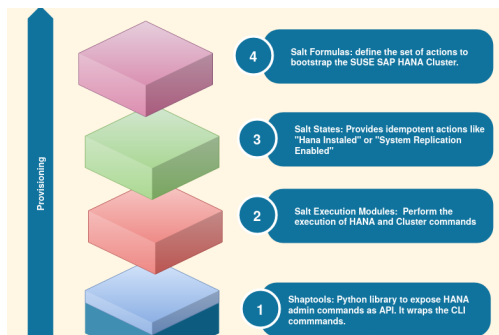 4
Salt Formulas: define the set of actions to
bootstrap the SUSE SAP HANA Cluster.
3
Salt States: Provides idempotent actions like
"Hana Instaled" or "System Replication
Enabled"
Provisioning
2
Salt Execution Modules: Perform the
execution of HANA and Cluster commands
1
Shaptools: Python library to expose HANA
admin commands as API. It wraps the CLI
commmands.